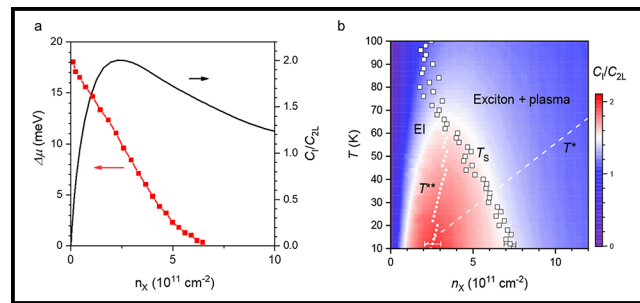 a
20
15
10
5
0
Δμ (meV)
2.0
1.5
1.0
0.5
0.0
C_I/C_2L
0
5
10
n_X (10^11 cm^-2)
b
100
90
80
70
60
50
40
30
20
10
T (K)
EI
Exciton + plasma
T_S
T*
T**
0
5
10
n_X (10^11 cm^-2)
C_I/C_2L
2
1
0